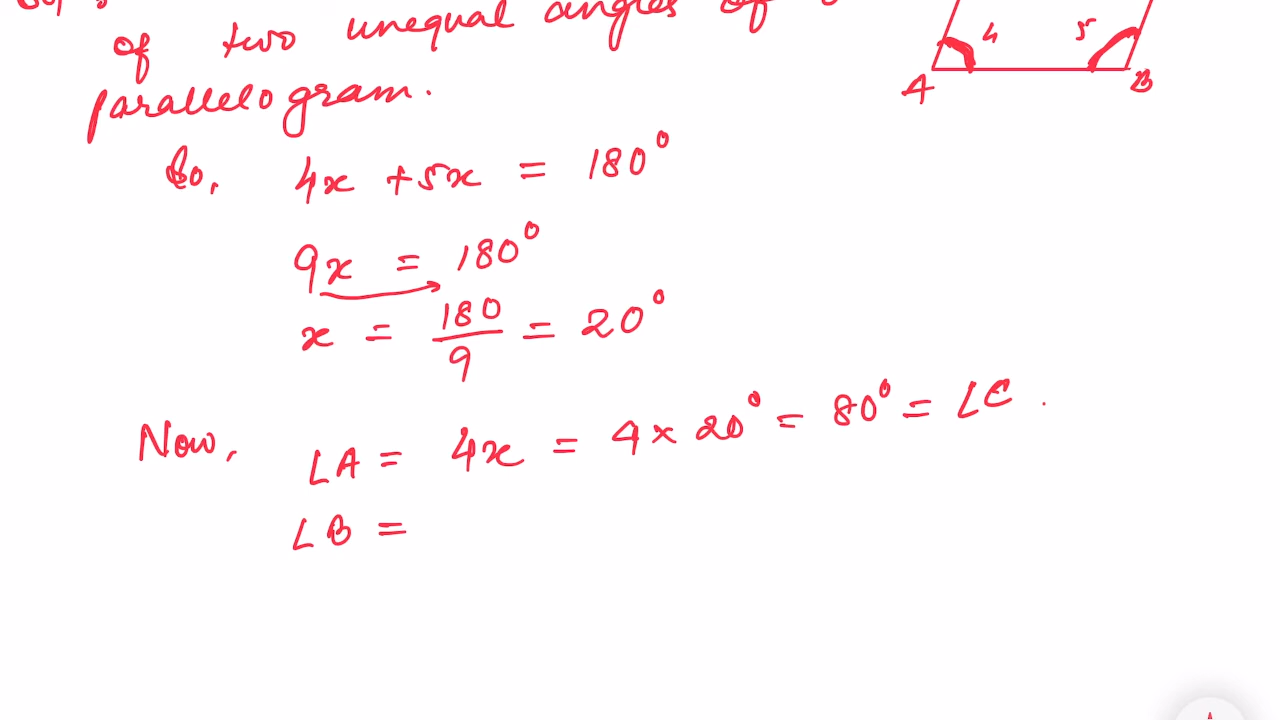 of two unequal angles of
parallelogram.
4 5
A B
So, 4x + 5x = 180°
9x = 180°
x = 180/9 = 20°
Now, ∠A = 4x = 4 × 20° = 80° = ∠C .
∠B =